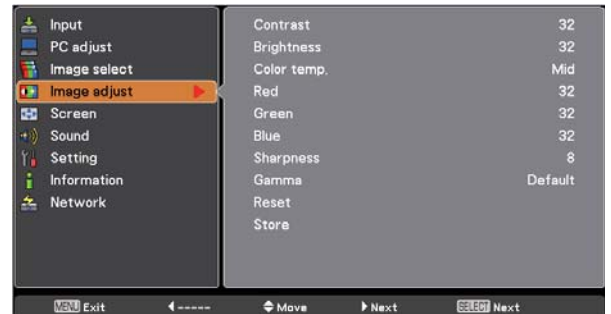 Input
PC adjust
Image select
Image adjust
Screen
Sound
Setting
Information
Network
Contrast 32
Brightness 32
Color temp. Mid
Red 32
Green 32
Blue 32
Sharpness 8
Gamma Default
Reset
Store
MENU Exit -----  Move Next SELECT Next